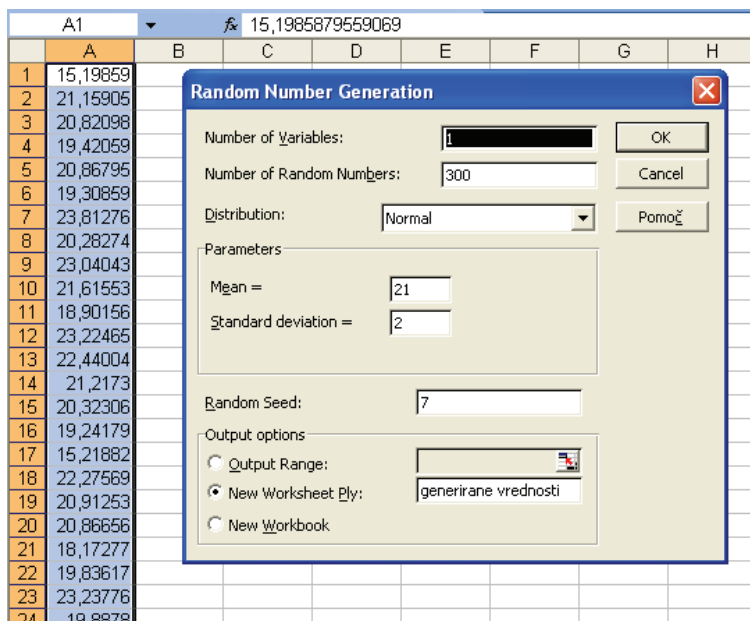 A1 fx 15,1985879559069
A B C D E F G H
1 15,19859
2 21,15905
3 20,82098
4 19,42059
5 20,86795
6 19,30859
7 23,81276
8 20,28274
9 23,04043
10 21,61553
11 18,90156
12 23,22465
13 22,44004
14 21,2173
15 20,32306
16 19,24179
17 15,21882
18 22,27569
19 20,91253
20 20,86656
21 18,17277
22 19,83617
23 23,23776
24 19,8878
Random Number Generation
Number of Variables: 1
Number of Random Numbers: 300
Distribution: Normal
Parameters
Mean = 21
Standard deviation = 2
Random Seed: 7
Output options
Output Range:
New Worksheet Ply: generirane vrednosti
New Workbook
OK
Cancel
Pomoč